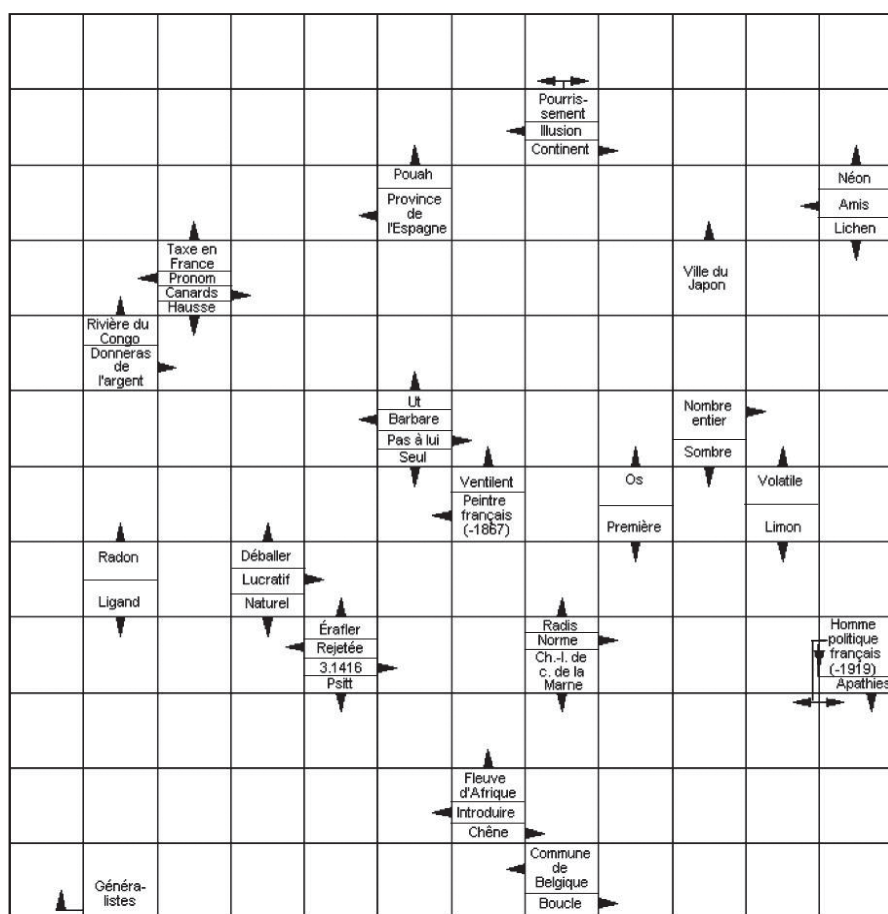 Pourris-
sement
Illusion
Continent
Pouah
Province
de
l'Espagne
Néon
Amis
Lichen
Taxe en
France
Pronom
Canards
Hausse
Ville du
Japon
Rivière du
Congo
Donneras
de
l'argent
Ut
Barbare
Pas à lui
Seul
Nombre
entier
Sombre
Ventilent
Peintre
français
(-1867)
Os
Première
Volatile
Limon
Radon
Ligand
Déballer
Lucratif
Naturel
Érafler
Rejetée
3.1416
Psitt
Radis
Norme
Ch.-l. de
c. de la
Marne
Homme
politique
français
(-1919)
Apathies
Fleuve
d'Afrique
Introduire
Chêne
Commune
de
Belgique
Boucle
Généra-
listes